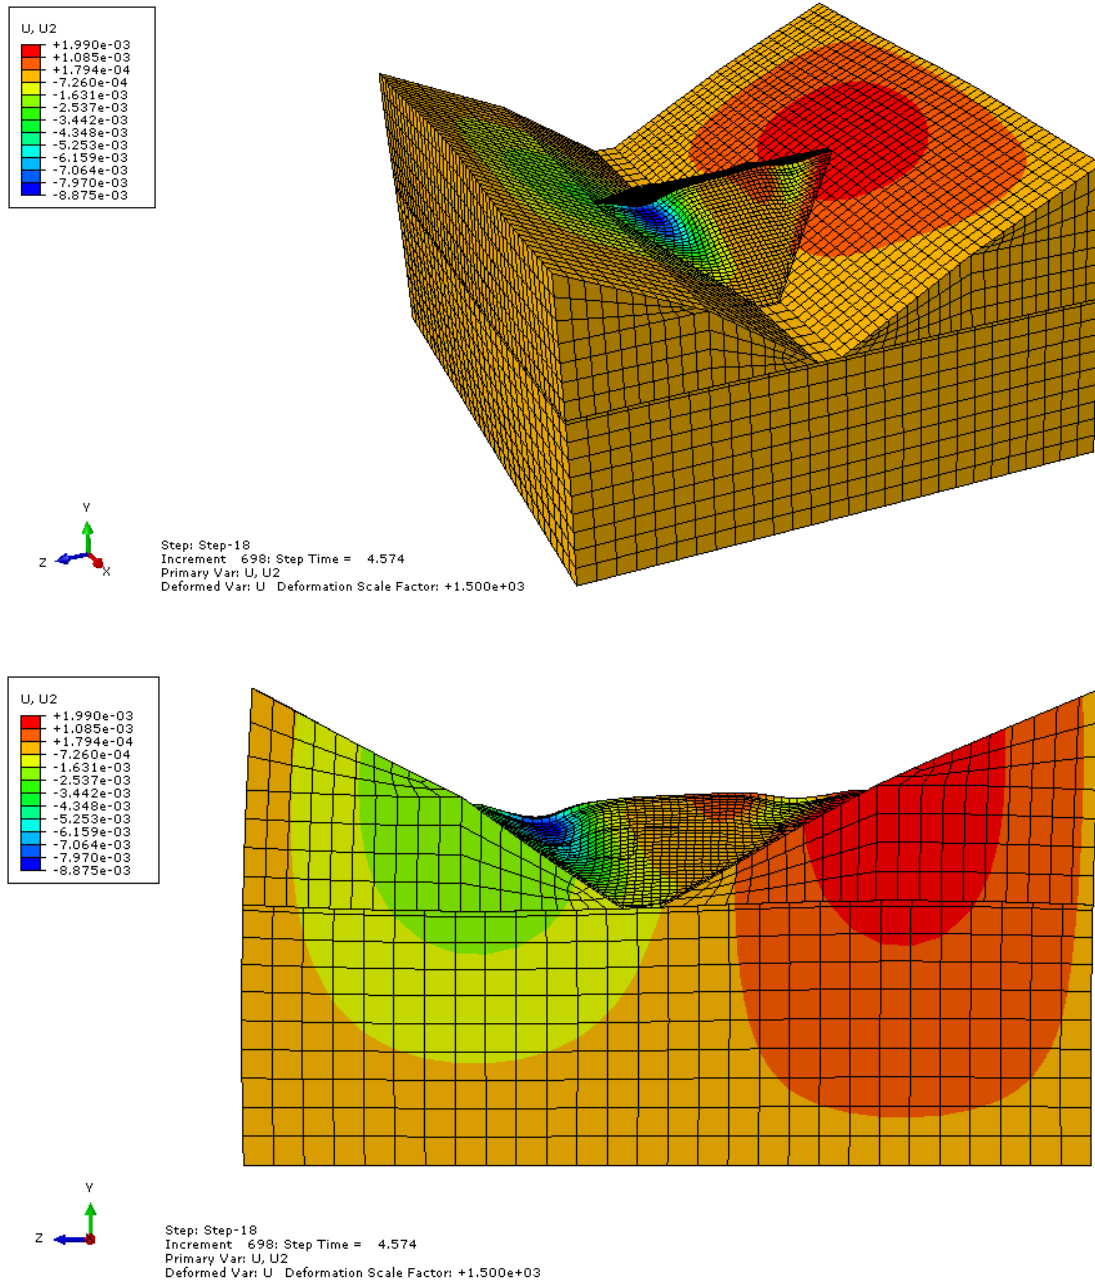 U, U2
+1.990e-03
+1.085e-03
+1.794e-04
-7.260e-04
-1.631e-03
-2.537e-03
-3.442e-03
-4.348e-03
-5.253e-03
-6.159e-03
-7.064e-03
-7.970e-03
-8.875e-03
Y
Z
X
Step: Step-18
Increment 698: Step Time = 4.574
Primary Var: U, U2
Deformed Var: U Deformation Scale Factor: +1.500e+03
U, U2
+1.990e-03
+1.085e-03
+1.794e-04
-7.260e-04
-1.631e-03
-2.537e-03
-3.442e-03
-4.348e-03
-5.253e-03
-6.159e-03
-7.064e-03
-7.970e-03
-8.875e-03
Y
Z
Step: Step-18
Increment 698: Step Time = 4.574
Primary Var: U, U2
Deformed Var: U Deformation Scale Factor: +1.500e+03